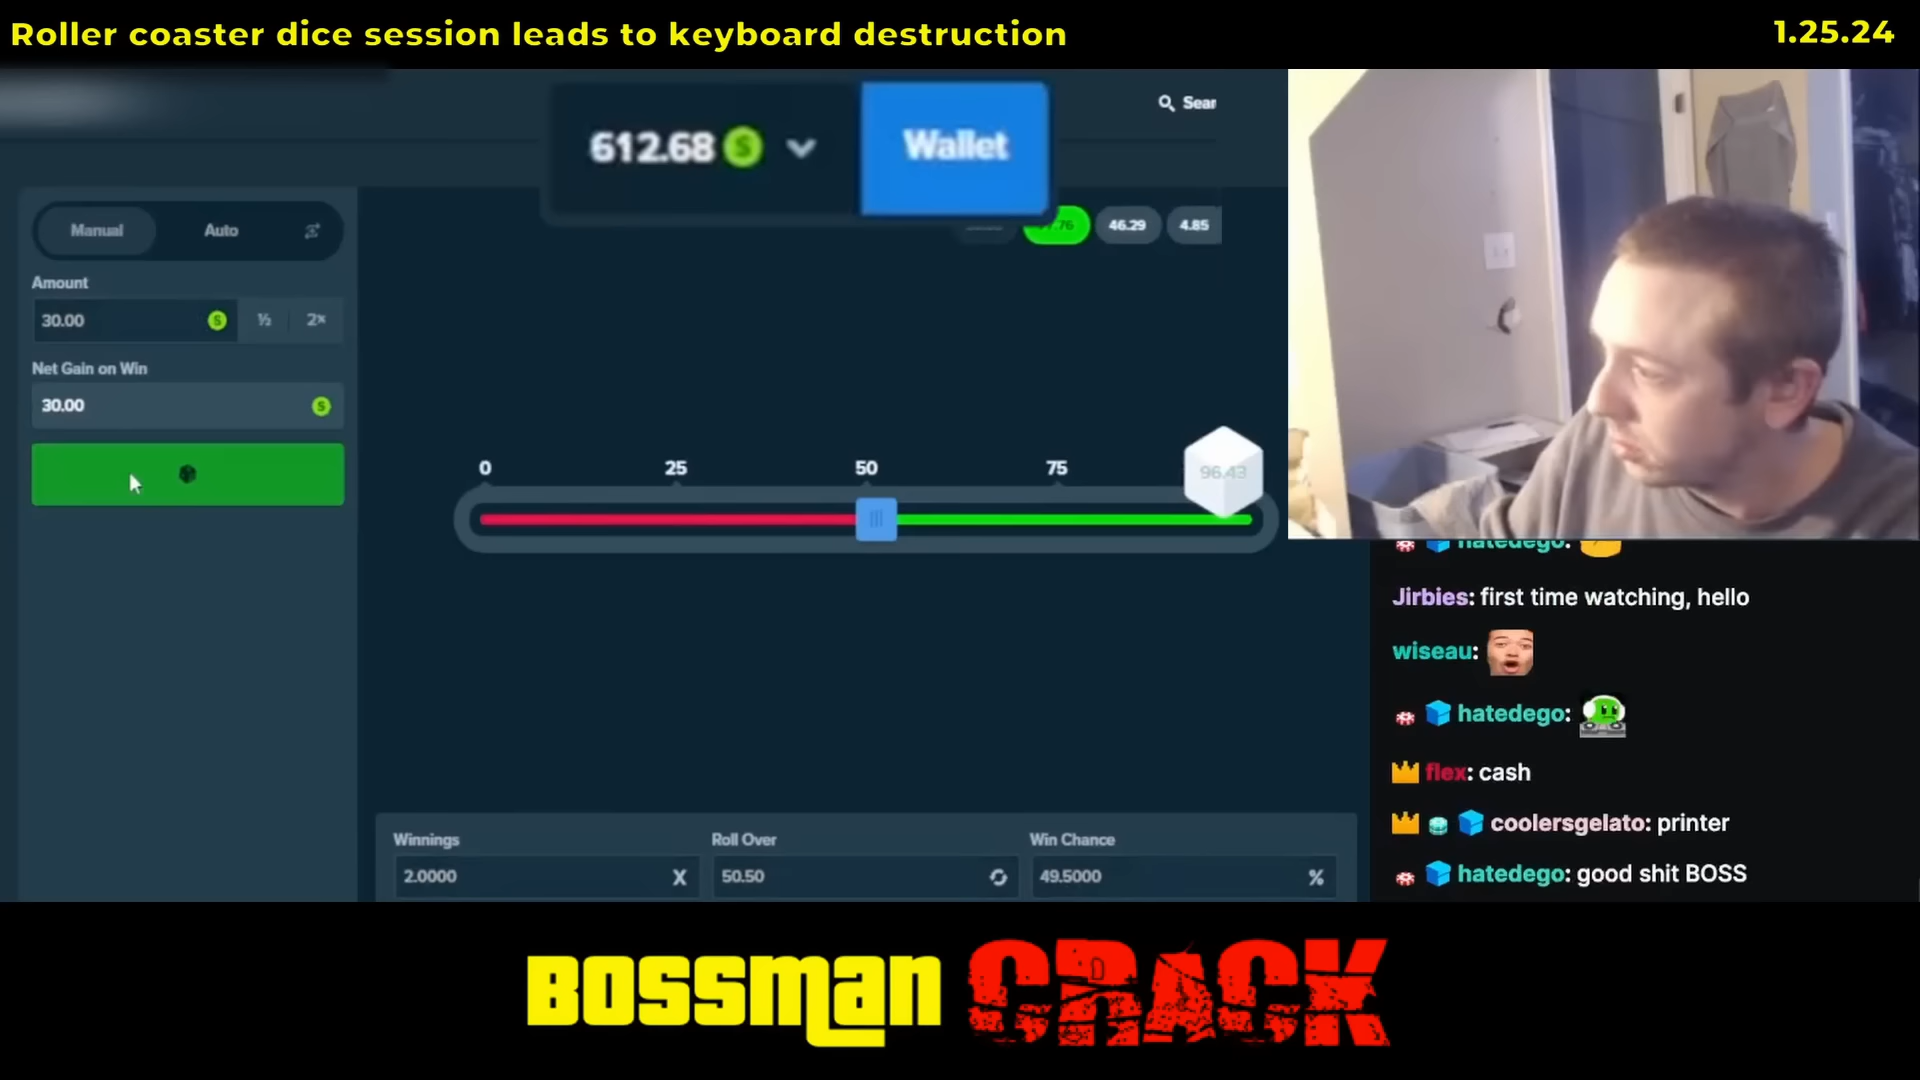 Roller coaster dice session leads to keyboard destruction
1.25.24
612.68
Wallet
Manual
Auto
46.29
4.85
Amount
30.00
½
2×
Net Gain on Win
30.00
0
25
50
75
96.43
Winnings
Roll Over
Win Chance
2.0000
X
50.50
49.5000
%
hatedego:
Jirbies: first time watching, hello
wiseau:
hatedego:
flex: cash
coolersgelato: printer
hatedego: good shit BOSS
BOSSMAN CRACK